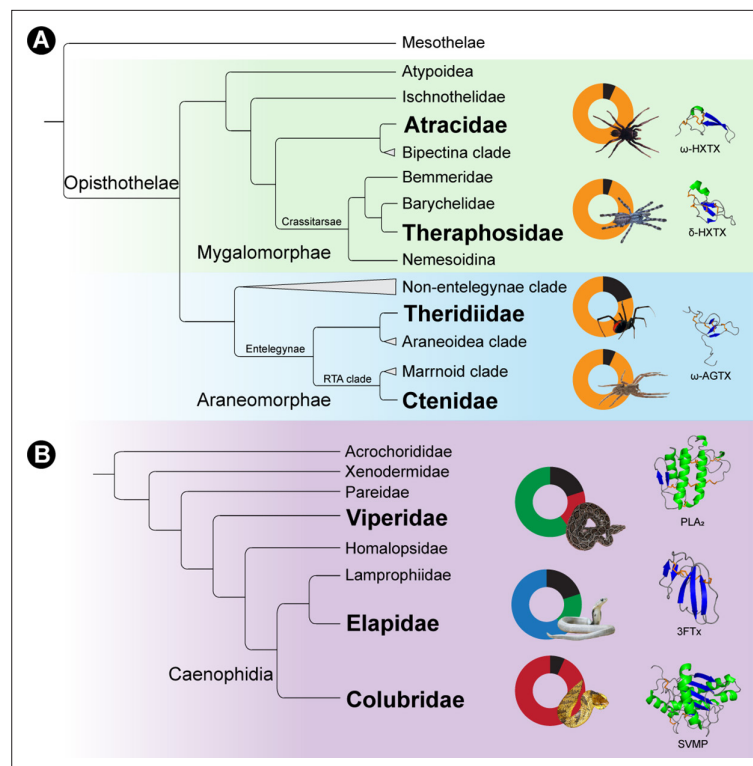 A
Mesothelae
Atypoidea
Ischnothelidae
Atracidae
ω-HXTX
Bipectina clade
Opisthothelae
Bemmeridae
Barychelidae
Crassitarsae
Theraphosidae
δ-HXTX
Mygalomorphae
Nemesoidina
Non-entelegynae clade
Theridiidae
Entelegynae
Araneoidea clade
ω-AGTX
Marrnoid clade
RTA clade
Araneomorphae
Ctenidae
B
Acrochorididae
Xenodermidae
Pareidae
Viperidae
PLA₂
Homalopsidae
Lamprophiidae
Elapidae
3FTx
Caenophidia
Colubridae
SVMP